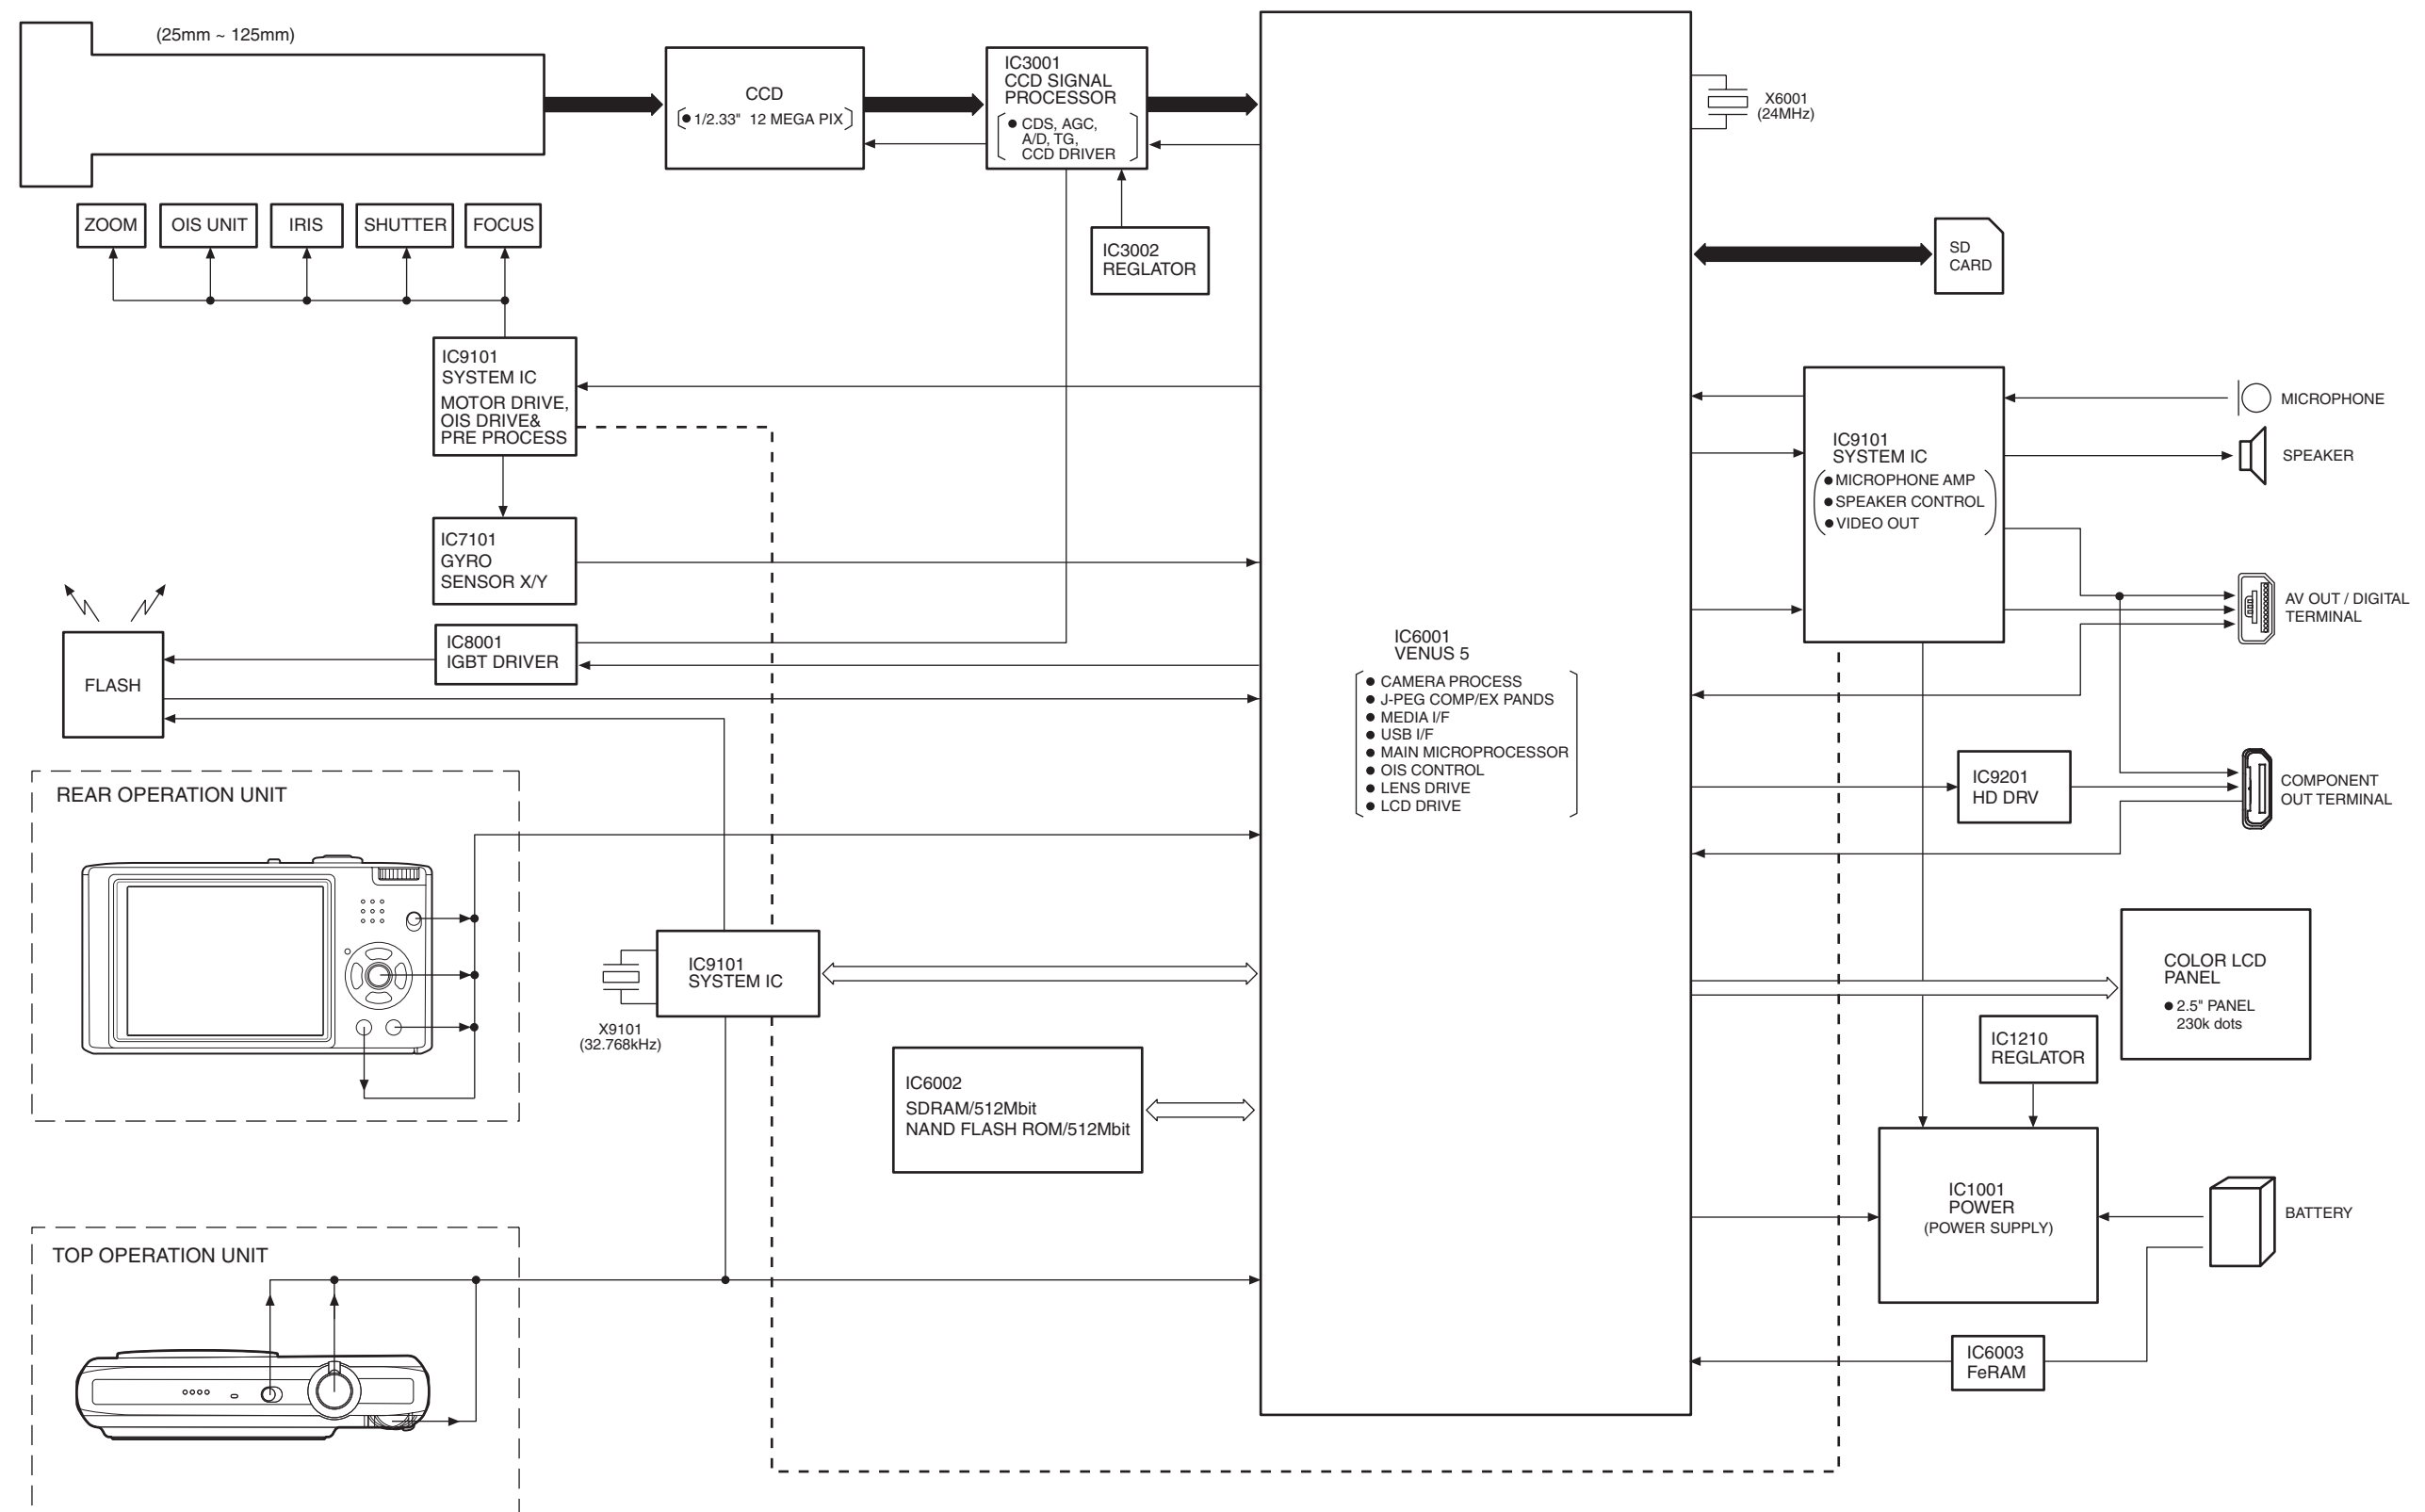 (25mm ~ 125mm)
CCD
● 1/2.33" 12 MEGA PIX
IC3001
CCD SIGNAL
PROCESSOR
● CDS, AGC,
A/D, TG,
CCD DRIVER
X6001
(24MHz)
ZOOM
OIS UNIT
IRIS
SHUTTER
FOCUS
IC3002
REGLATOR
SD
CARD
IC9101
SYSTEM IC
MOTOR DRIVE,
OIS DRIVE&
PRE PROCESS
IC9101
SYSTEM IC
● MICROPHONE AMP
● SPEAKER CONTROL
● VIDEO OUT
MICROPHONE
SPEAKER
IC7101
GYRO
SENSOR X/Y
AV OUT / DIGITAL
TERMINAL
FLASH
IC8001
IGBT DRIVER
IC6001
VENUS 5
● CAMERA PROCESS
● J-PEG COMP/EX PANDS
● MEDIA I/F
● USB I/F
● MAIN MICROPROCESSOR
● OIS CONTROL
● LENS DRIVE
● LCD DRIVE
IC9201
HD DRV
COMPONENT
OUT TERMINAL
REAR OPERATION UNIT
IC9101
SYSTEM IC
X9101
(32.768kHz)
COLOR LCD
PANEL
● 2.5" PANEL
230k dots
IC1210
REGLATOR
IC6002
SDRAM/512Mbit
NAND FLASH ROM/512Mbit
IC1001
POWER
(POWER SUPPLY)
BATTERY
TOP OPERATION UNIT
IC6003
FeRAM